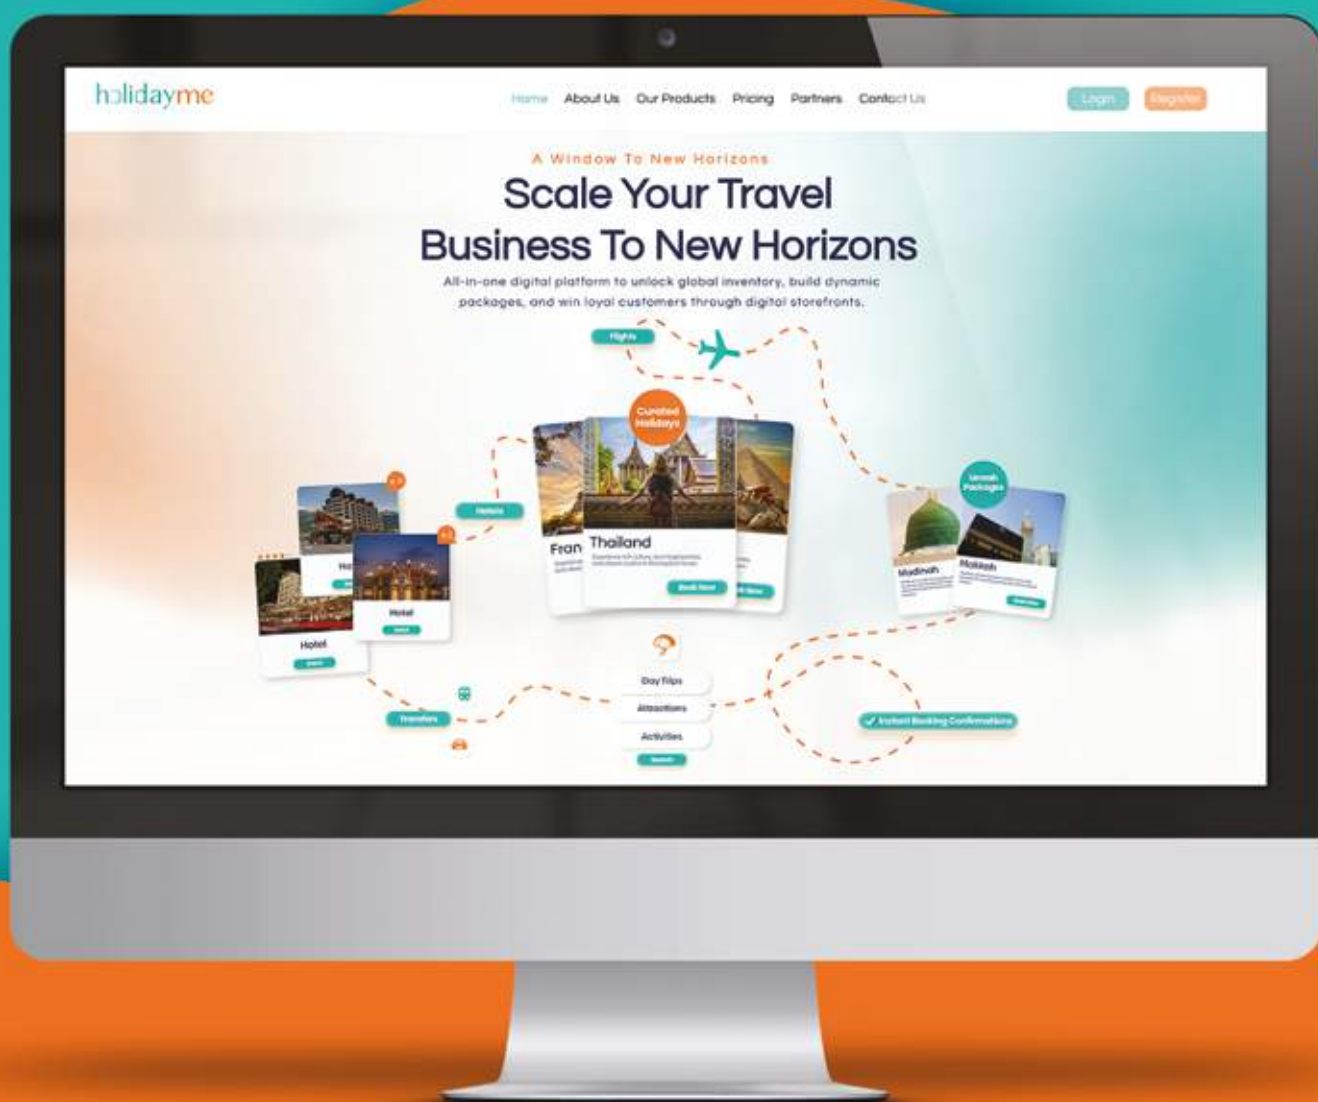 holidayme
Home About Us Our Products Pricing Partners Contact Us
Login Register
A Window To New Horizons
Scale Your Travel
Business To New Horizons
All-in-one digital platform to unlock global inventory, build dynamic
packages, and win loyal customers through digital storefronts.
Flights
Curated
Holidays
Umrah
Packages
Hotels
Fran
Thailand
Book Now
Madinah
Makkah
Hotel
Hotel
Day Trips
Attractions
Activities
Search
Transfers
Instant Booking Confirmations